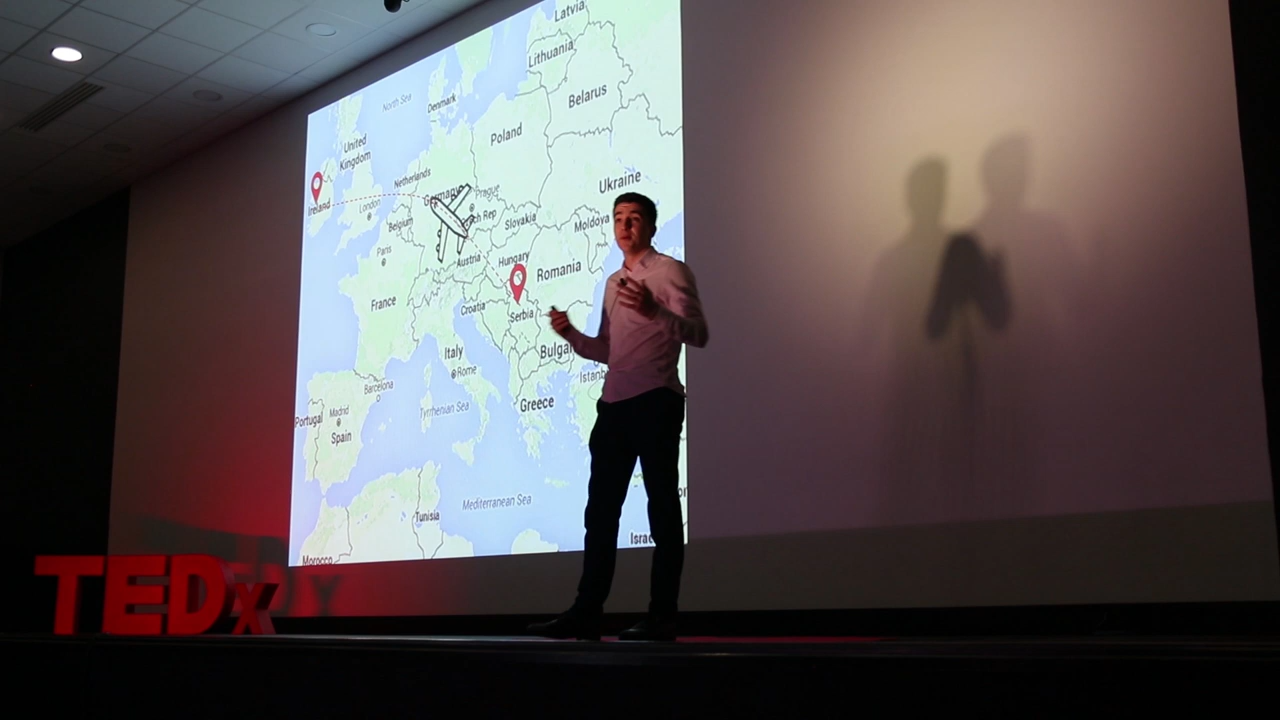 Latvia
Lithuania
North Sea
Denmark
Belarus
United
Kingdom
Poland
Netherlands
Ireland
London
Germany
Prague
Ukraine
Belgium
ch Rep
Slovakia
Moldova
Paris
Austria
Hungary
Romania
France
Croatia
Serbia
Italy
Rome
Bulgar
Istanb
Barcelona
Portugal
Madrid
Spain
Tyrrhenian Sea
Greece
Mediterranean Sea
Tunisia
Morocco
Israe
TEDx